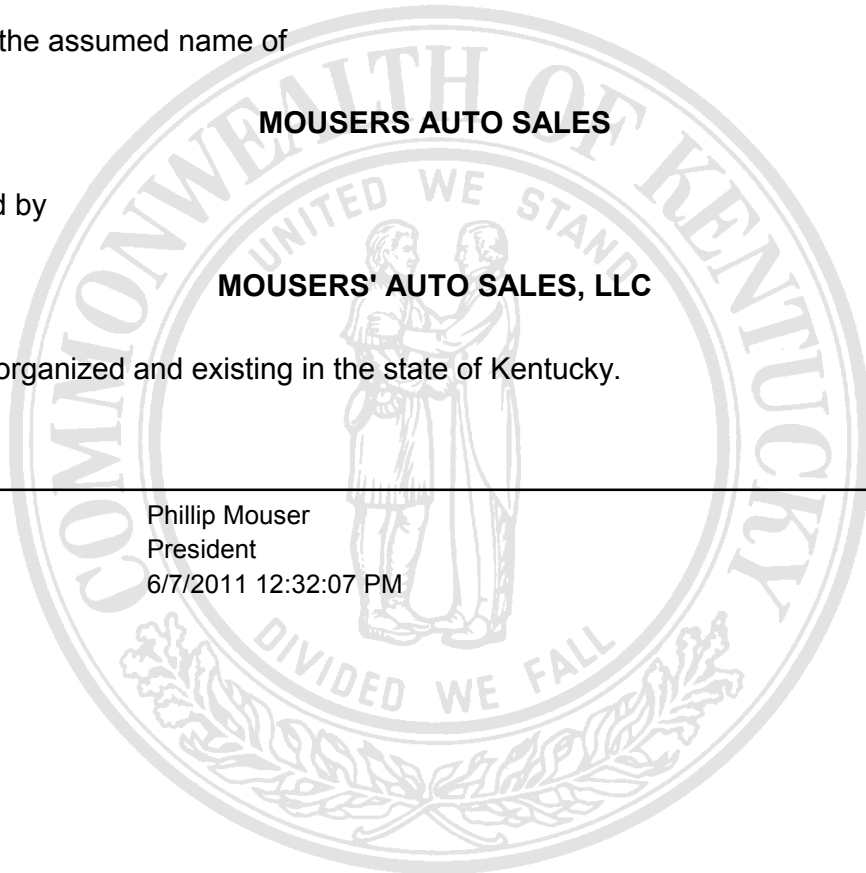 the assumed name of
MOUSERS AUTO SALES
d by
MOUSERS' AUTO SALES, LLC
organized and existing in the state of Kentucky.
Phillip Mouser
President
6/7/2011 12:32:07 PM
COMMONWEALTH OF KENTUCKY
UNITED WE STAND
DIVIDED WE FALL